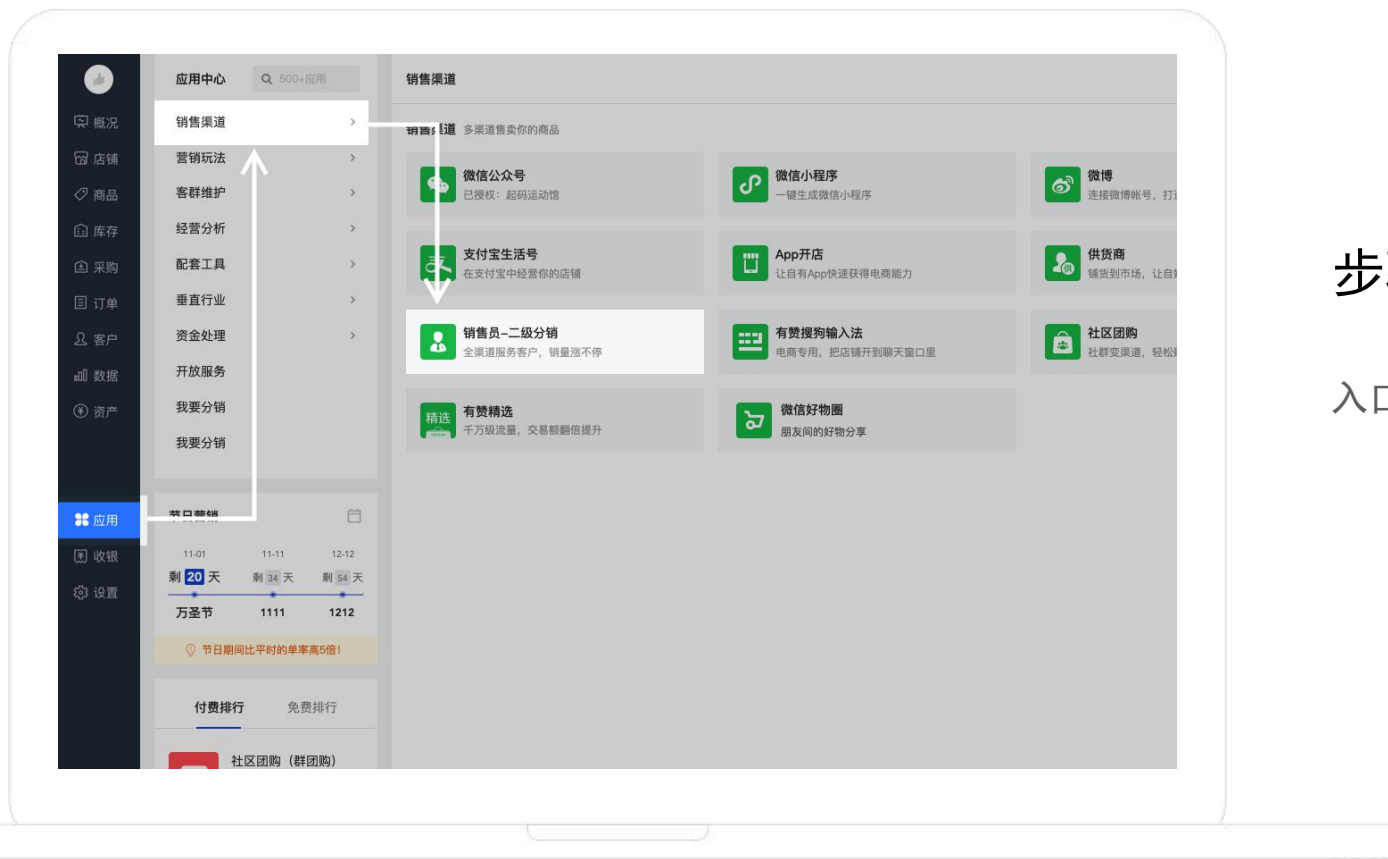 应用中心
500+应用
销售渠道
概况
店铺
商品
库存
采购
订单
客户
数据
资产
应用
收银
设置
销售渠道
营销玩法
客群维护
经营分析
配套工具
垂直行业
资金处理
开放服务
我要分销
我要分销
节日营销
11-01 11-11 12-12
剩 20 天 剩 34 天 剩 54 天
万圣节 1111 1212
节日期间比平时的单率高5倍!
付费排行 免费排行
社区团购（群团购）
销售渠道 多渠道售卖你的商品
微信公众号
已授权：起码运动馆
微信小程序
一键生成微信小程序
微博
连接微博帐号，打
支付宝生活号
在支付宝中经营你的店铺
App开店
让自有App快速获得电商能力
供货商
铺货到市场，让自
销售员-二级分销
全渠道服务客户，销量涨不停
有赞搜狗输入法
电商专用，把店铺开到聊天窗口里
社区团购
社群变渠道，轻松
精选
有赞精选
千万级流量，交易额翻倍提升
微信好物圈
朋友间的好物分享
步
入口